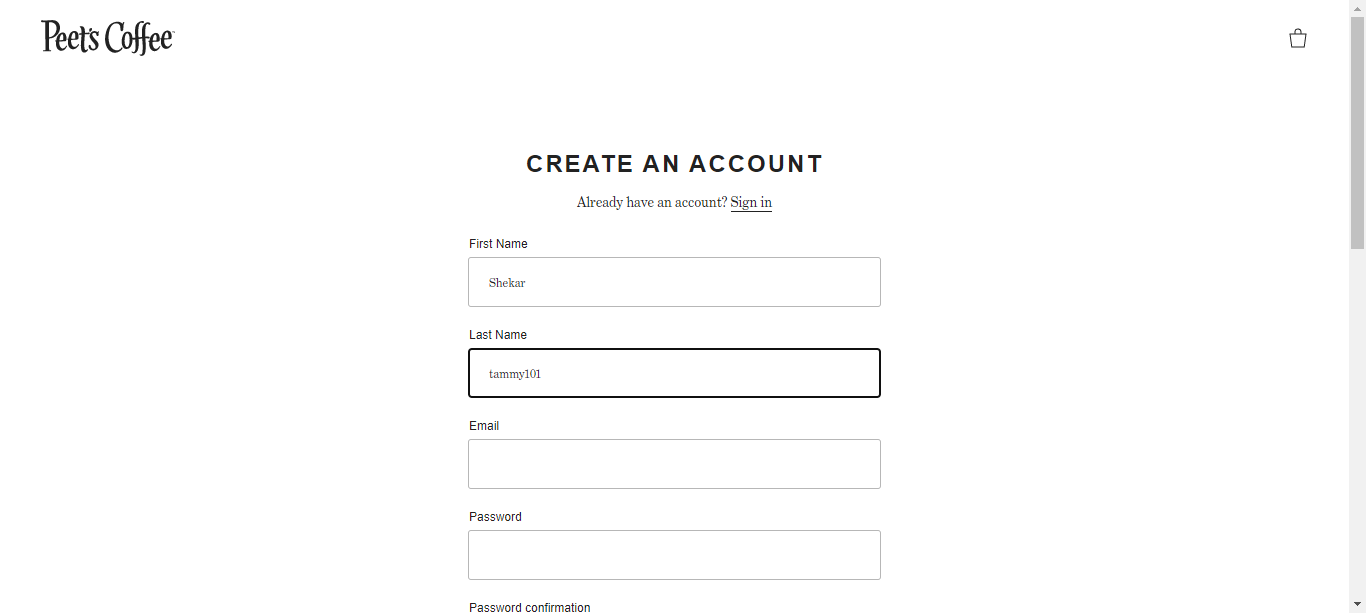 Peet's Coffee
CREATE AN ACCOUNT
Already have an account? Sign in
First Name
Shekar
Last Name
tammy101
Email
Password
Password confirmation